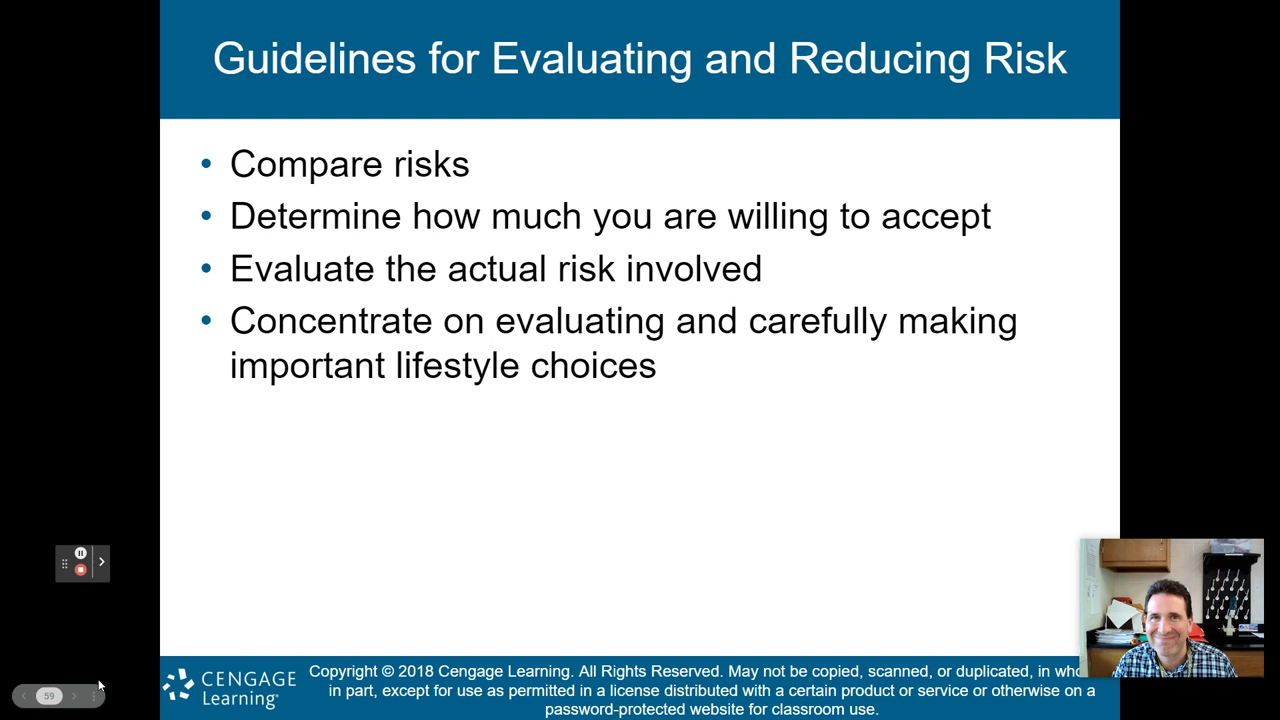 Guidelines for Evaluating and Reducing Risk
• Compare risks
• Determine how much you are willing to accept
• Evaluate the actual risk involved
• Concentrate on evaluating and carefully making
important lifestyle choices
59
CENGAGE
Learning®
Copyright © 2018 Cengage Learning. All Rights Reserved. May not be copied, scanned, or duplicated, in
in part, except for use as permitted in a license distributed with a certain product or service or otherwise on a
password-protected website for classroom use.